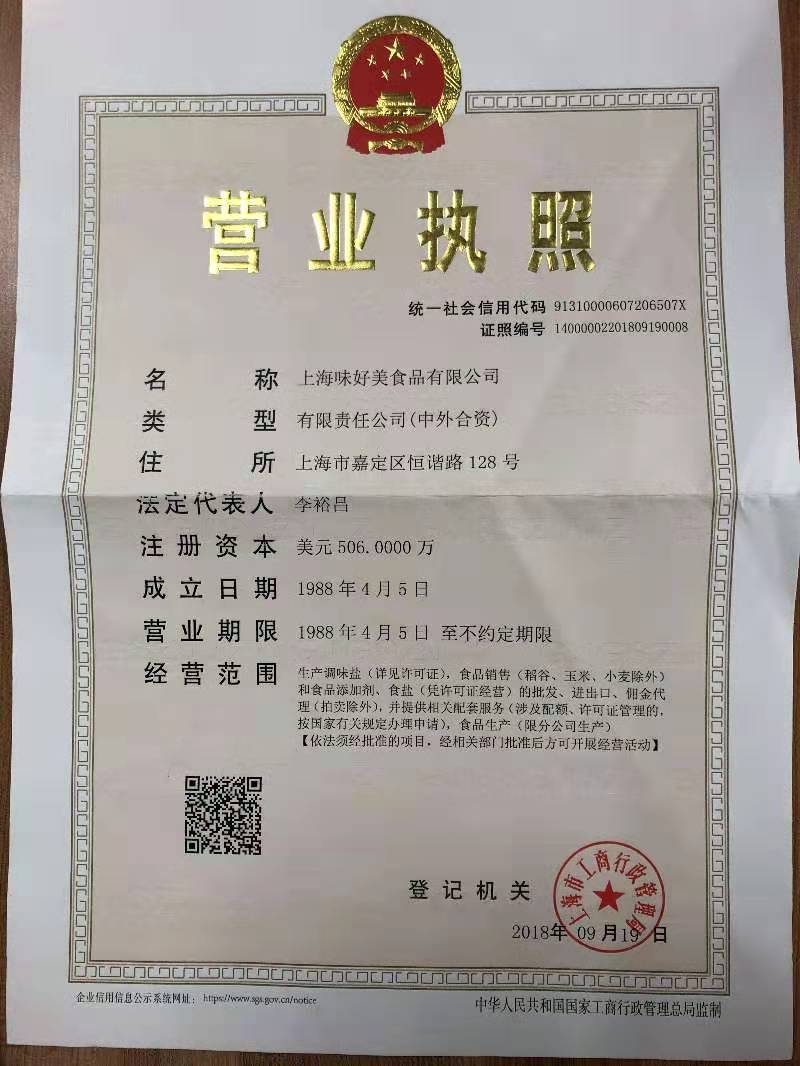 营业执照
统一社会信用代码 91310000607206507X
证照编号 14000002201809190008
名称 上海味好美食品有限公司
类型 有限责任公司(中外合资)
住所 上海市嘉定区恒谐路128号
法定代表人 李裕吕
注册资本 美元506.0000万
成立日期 1988年4月5日
营业期限 1988年4月5日 至不约定期限
经营范围 生产调味盐（详见许可证），食品销售（稻谷、玉米、小麦除外）
和食品添加剂、食盐（凭许可证经营）的批发、进出口、佣金代
理（拍卖除外），并提供相关配套服务（涉及配额、许可证管理的，
按国家有关规定办理申请），食品生产（限分公司生产）
【依法须经批准的项目，经相关部门批准后方可开展经营活动】
登记机关
上海市工商行政管理局
2018年09月19日
企业信用信息公示系统网址： https://www.sgs.gov.cn/notice
中华人民共和国国家工商行政管理总局监制